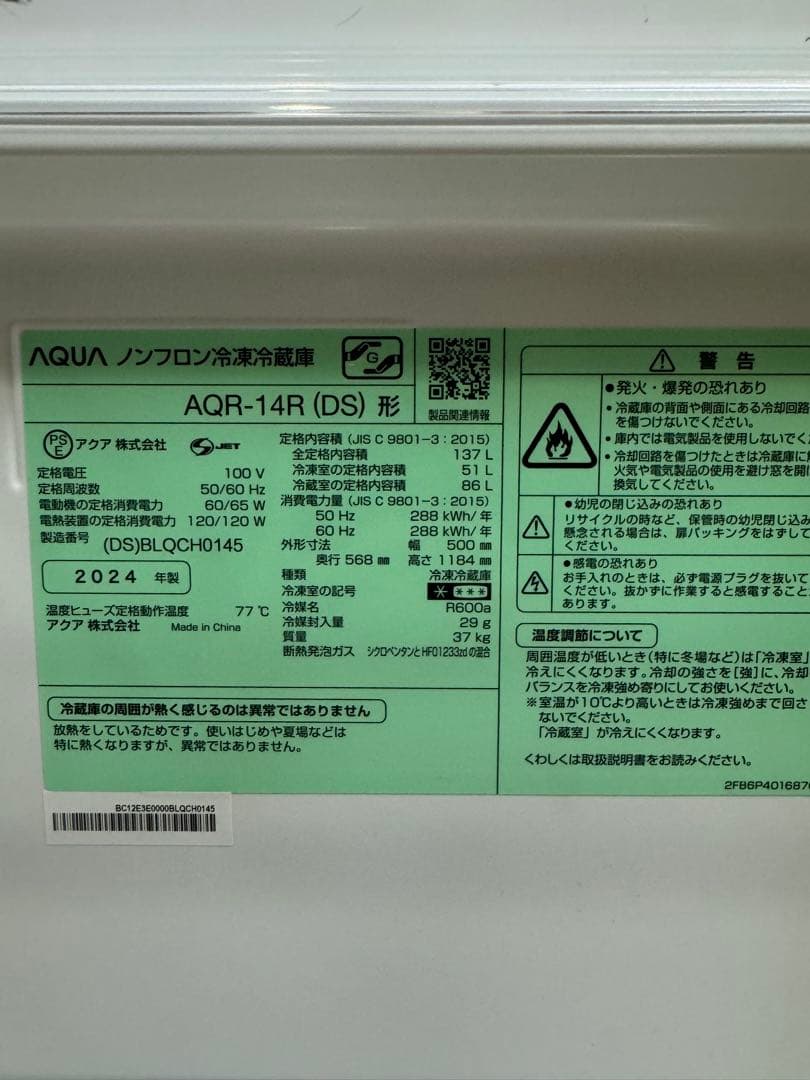 AQUA ノンフロン冷凍冷蔵庫
G
AQR-14R (DS) 形
製品関連情報
PSE アクア 株式会社
S-JET
定格電圧 100 V
定格周波数 50/60 Hz
電動機の定格消費電力 60/65 W
電熱装置の定格消費電力 120/120 W
製造番号 (DS)BLQCH0145
2024 年製
温度ヒューズ定格動作温度 77 ℃
アクア 株式会社 Made in China
定格内容積 (JIS C 9801-3 : 2015)
全定格内容積 137 L
冷凍室の定格内容積 51 L
冷蔵室の定格内容積 86 L
消費電力量 (JIS C 9801-3 : 2015)
50 Hz 288 kWh/ 年
60 Hz 288 kWh/ 年
外形寸法 幅 500 ㎜
奥行 568 ㎜ 高さ 1184 ㎜
種類 冷凍冷蔵庫
冷凍室の記号 * ***
冷媒名 R600a
冷媒封入量 29 g
質量 37 kg
断熱発泡ガス シクロペンタンとHFO1233zdの混合
冷蔵庫の周囲が熱く感じるのは異常ではありません
放熱をしているためです。使いはじめや夏場などは
特に熱くなりますが、異常ではありません。
BC12E3E0000BLQCH0145
警 告
●発火・爆発の恐れあり
・冷蔵庫の背面や側面にある冷却回路
を傷つけないでください。
・庫内では電気製品を使用しないでく
・冷却回路を傷つけたときは冷蔵庫に
火気や電気製品の使用を避け窓を開
換気してください。
●幼児の閉じ込みの恐れあり
リサイクルの時など、保管時の幼児閉じ込み
懸念される場合は、扉パッキングをはずして
ください。
●感電の恐れあり
お手入れのときは、必ず電源プラグを抜いて
ください。抜かずに作業すると感電すること
あります。
温度調節について
周囲温度が低いとき(特に冬場など)は「冷凍室」
冷えにくくなります。冷却の強さを[強]に、冷却
バランスを冷凍強め寄りにしてお使いください。
※室温が10℃より高いときは冷凍強めまで回さ
ないでください。
「冷蔵室」が冷えにくくなります。
くわしくは取扱説明書をお読みください。
2FB6P4016876